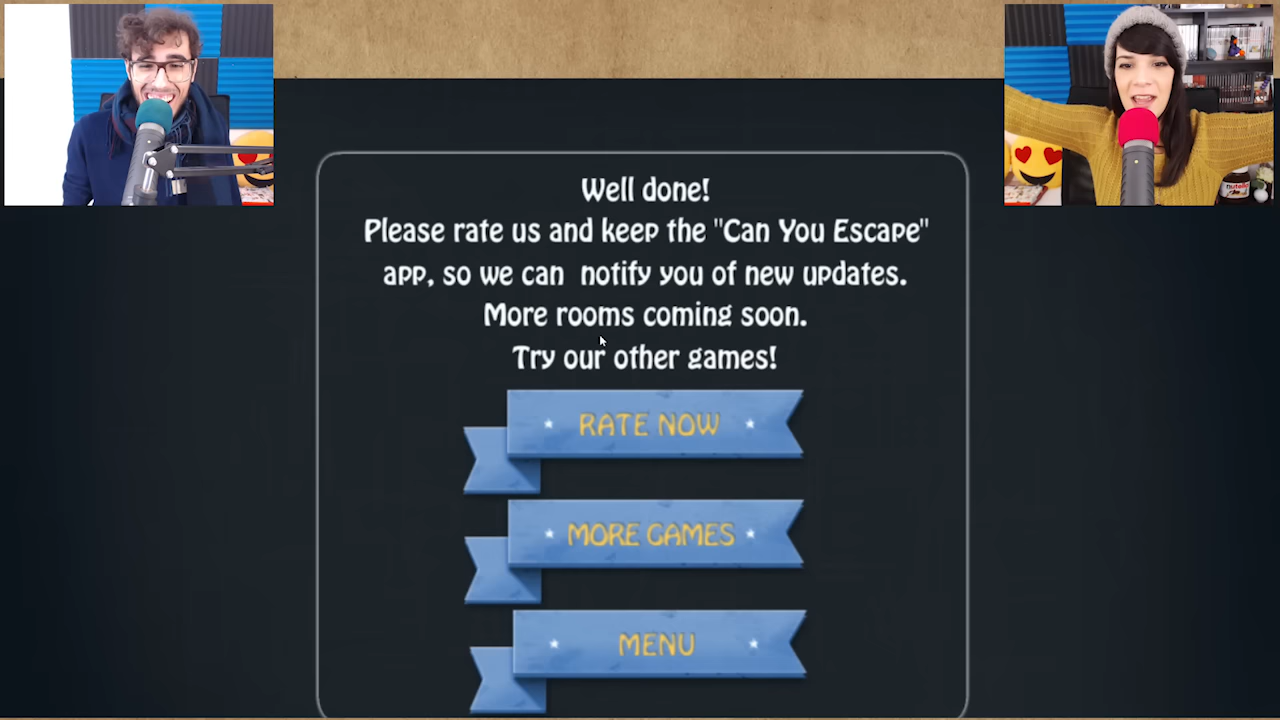 Well done!
Please rate us and keep the "Can You Escape"
app, so we can notify you of new updates.
More rooms coming soon.
Try our other games!
RATE NOW
MORE GAMES
MENU
nutella